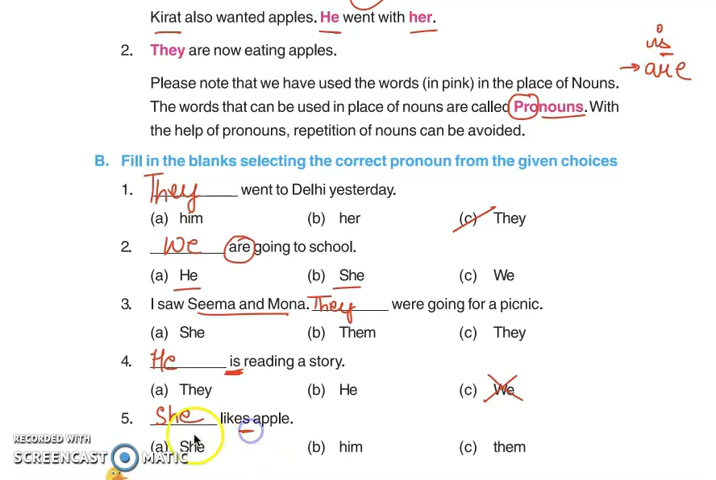 Kirat also wanted apples. He went with her.
is
2. They are now eating apples.
→ are
Please note that we have used the words (in pink) in the place of Nouns.
The words that can be used in place of nouns are called Pronouns. With
the help of pronouns, repetition of nouns can be avoided.
B. Fill in the blanks selecting the correct pronoun from the given choices
1. They went to Delhi yesterday.
(a) him (b) her (c) They
2. We are going to school.
(a) He (b) She (c) We
3. I saw Seema and Mona. They were going for a picnic.
(a) She (b) Them (c) They
4. He is reading a story.
(a) They (b) He (c) We
5. She likes apple.
(a) She (b) him (c) them
RECORDED WITH
SCREENCAST MATIC